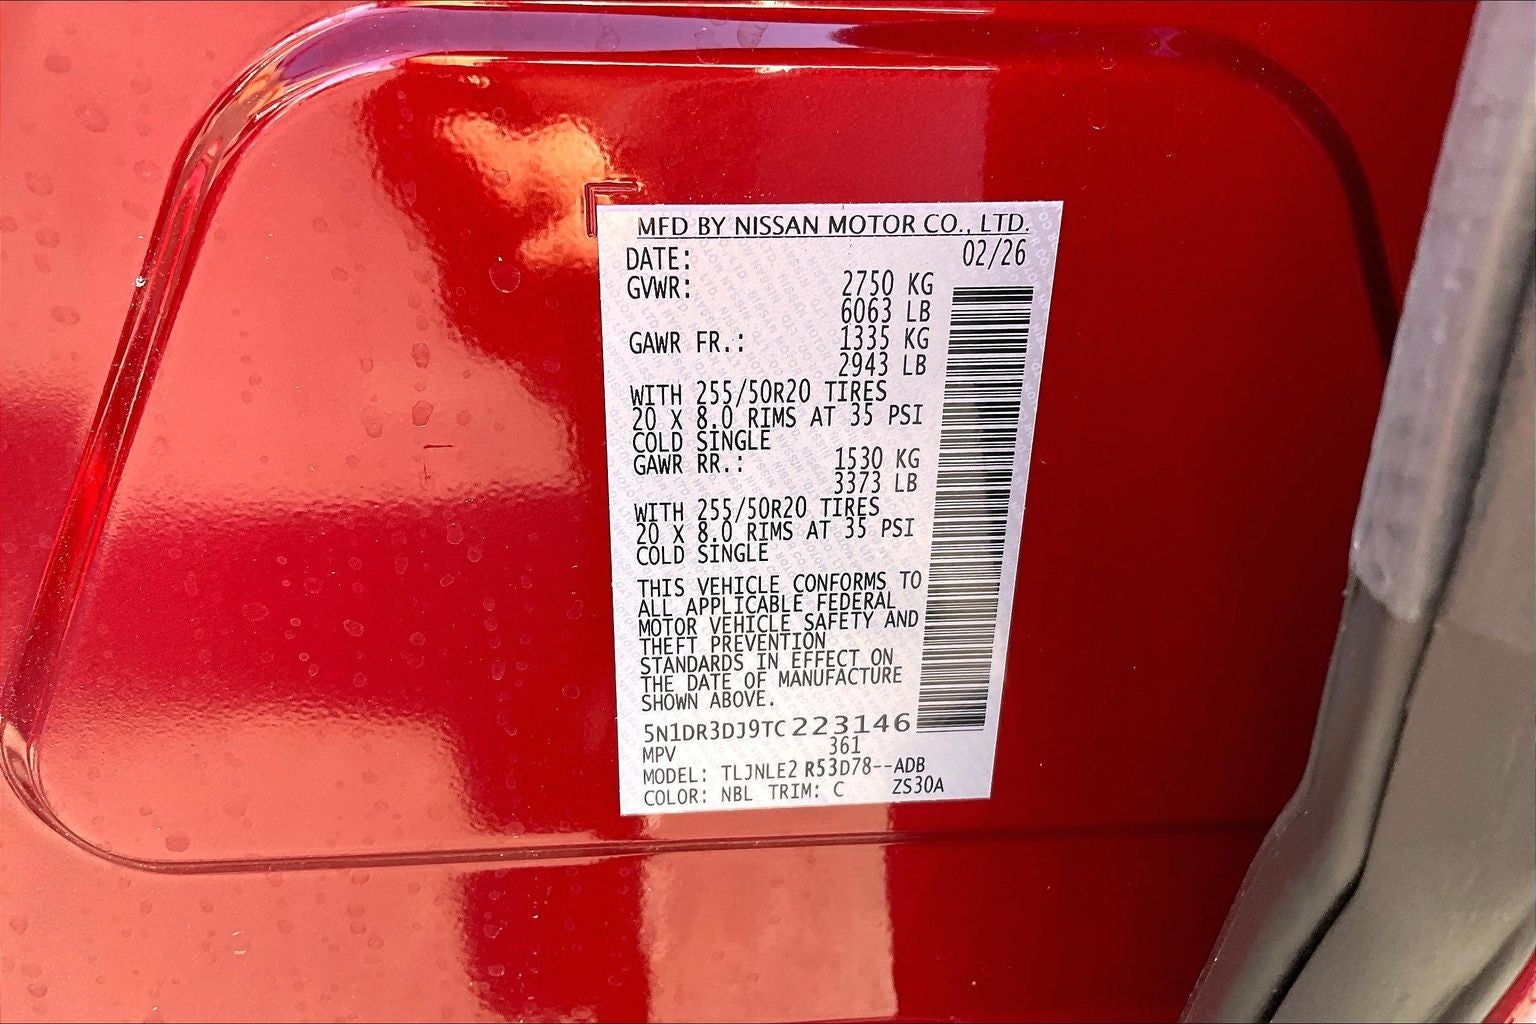 MFD BY NISSAN MOTOR CO., LTD.
DATE: 02/26
GVWR: 2750 KG
6063 LB
GAWR FR.: 1335 KG
2943 LB
WITH 255/50R20 TIRES
20 X 8.0 RIMS AT 35 PSI
COLD SINGLE
GAWR RR.: 1530 KG
3373 LB
WITH 255/50R20 TIRES
20 X 8.0 RIMS AT 35 PSI
COLD SINGLE
THIS VEHICLE CONFORMS TO
ALL APPLICABLE FEDERAL
MOTOR VEHICLE SAFETY AND
THEFT PREVENTION
STANDARDS IN EFFECT ON
THE DATE OF MANUFACTURE
SHOWN ABOVE.
5N1DR3DJ9TC223146
MPV 361
MODEL: TLJNLE2 R53D78--ADB
COLOR: NBL TRIM: C ZS30A